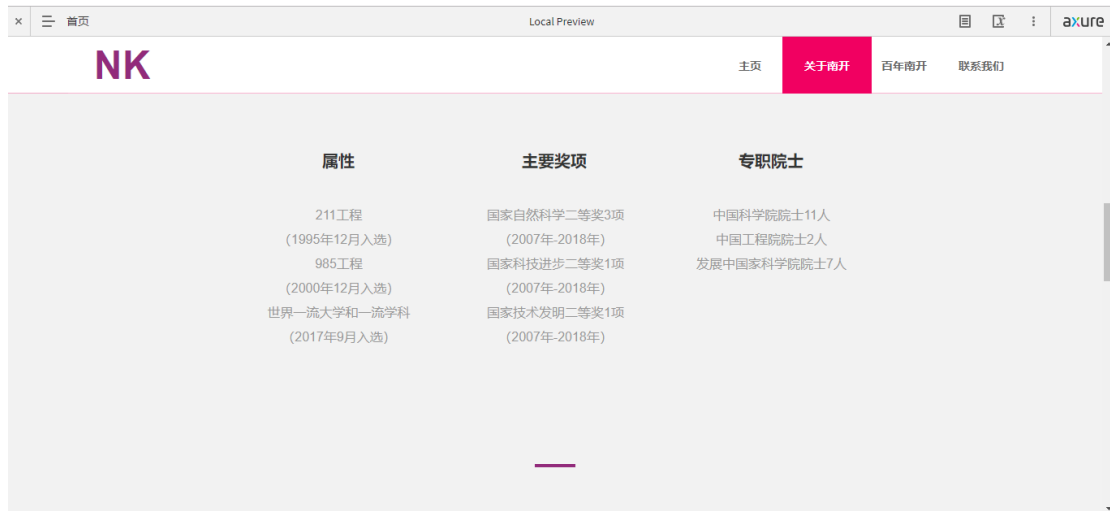 首页
Local Preview
axure
NK
主页
关于南开
百年南开
联系我们
属性
211工程
(1995年12月入选)
985工程
(2000年12月入选)
世界一流大学和一流学科
(2017年9月入选)
主要奖项
国家自然科学二等奖3项
(2007年-2018年)
国家科技进步二等奖1项
(2007年-2018年)
国家技术发明二等奖1项
(2007年-2018年)
专职院士
中国科学院院士11人
中国工程院院士2人
发展中国家科学院院士7人